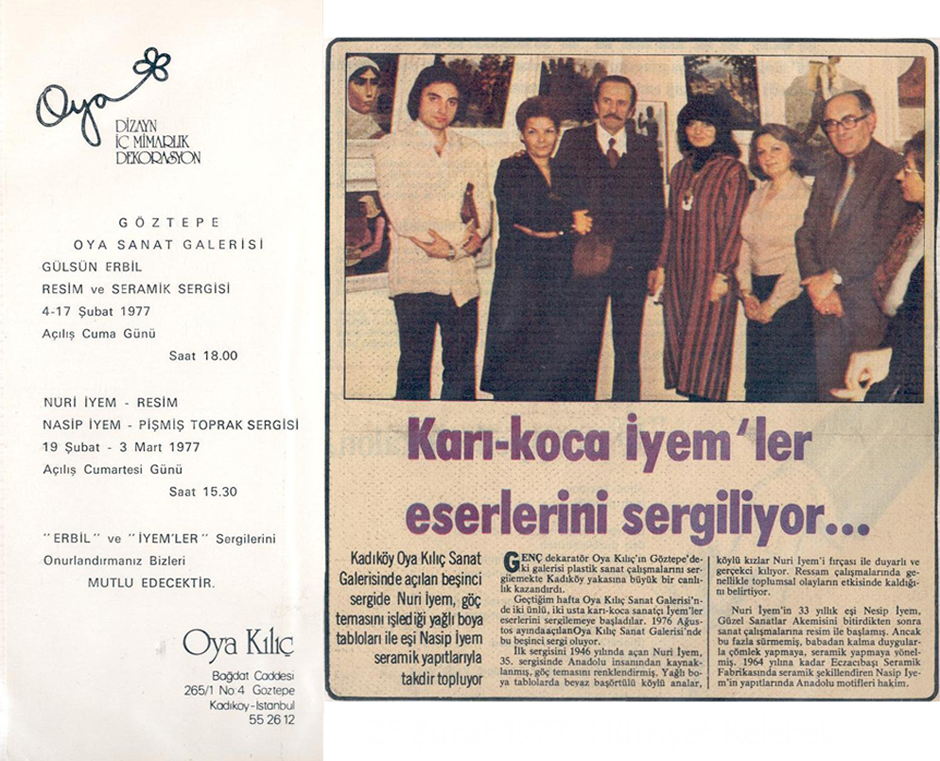 Oya
DİZAYN
İÇ MİMARLIK
DEKORASYON
GÖZTEPE
OYA SANAT GALERİSİ
GÜLSÜN ERBİL
RESİM ve SERAMİK SERGİSİ
4-17 Şubat 1977
Açılış Cuma Günü
Saat 18.00
NURİ İYEM - RESİM
NASİP İYEM - PİŞMİŞ TOPRAK SERGİSİ
19 Şubat - 3 Mart 1977
Açılış Cumartesi Günü
Saat 15.30
"ERBİL" ve "İYEM'LER" Sergilerini
Onurlandırmanız Bizleri
MUTLU EDECEKTİR.
Oya Kılıç
Bağdat Caddesi
265/1 No 4 Göztepe
Kadıköy-İstanbul
55 26 12
Karı-koca İyem'ler
eserlerini sergiliyor...
Kadıköy Oya Kılıç Sanat
Galerisinde açılan beşinci
sergide Nuri İyem, göç
temasını işlediği yağlı boya
tabloları ile eşi Nasip İyem
seramik yapıtlarıyla
takdir topluyor
GENÇ dekoratör Oya Kılıç'ın Göztepe'de-
ki galerisi plastik sanat çalışmalarını ser-
gilemekte Kadıköy yakasına büyük bir canlı-
lık kazandırdı.
Geçtiğim hafta Oya Kılıç Sanat Galerisi'n-
de iki ünlü, iki usta karı-koca sanatçı İyem'ler
eserlerini sergilemeye başladılar. 1976 Ağus-
tos ayında açılan Oya Kılıç Sanat Galerisi'nde
bu beşinci sergi oluyor.
İlk sergisini 1946 yılında açan Nuri İyem,
35. sergisinde Anadolu insanından kaynak-
lanmış, göç temasını renklendirmiş. Yağlı bo-
ya tablolarda beyaz başörtülü köylü analar,
köylü kızlar Nuri İyem'i fırçası ile duyarlı ve
gerçekci kılıyor. Ressam çalışmalarında ge-
nellikle toplumsal olayların etkisinde kaldığı-
nı belirtiyor.
Nuri İyem'in 33 yıllık eşi Nesip İyem,
Güzel Sanatlar Akademisini bitirdikten sonra
sanat çalışmalarına resim ile başlamış. Ancak
bu fazla sürmemiş, babadan kalma duygular-
la çömlek yapmaya, seramik yapmaya yönel-
miş. 1964 yılına kadar Eczacıbaşı Seramik
Fabrikasında seramik şekillendiren Nasip İye-
m'in yapıtlarında Anadolu motifleri hakim.